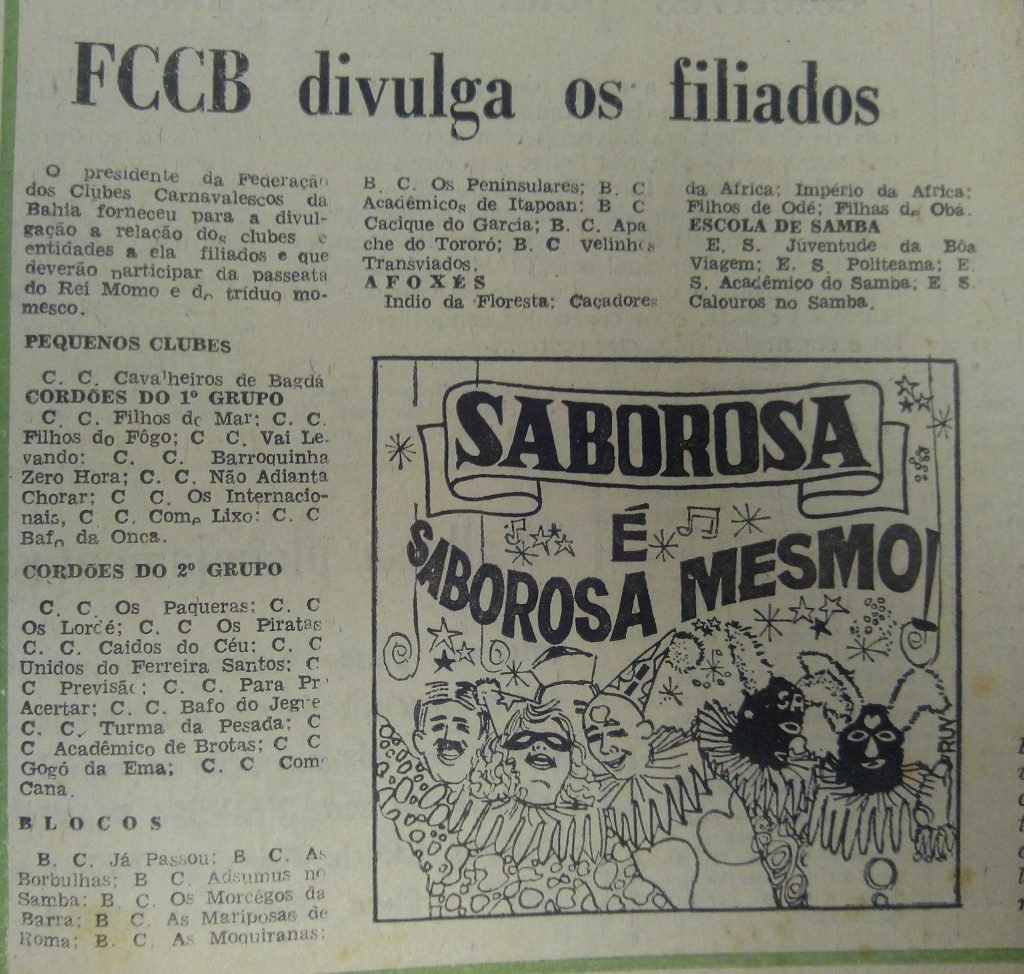 FCCB divulga os filiados
O presidente da Federação
dos Clubes Carnavalescos da
Bahia forneceu para a divul-
gação a relação dos clubes e
entidades a ela filiados e que
deverão participar da passeata
do Rei Momo e do tríduo mo-
mesco.
PEQUENOS CLUBES
C. C. Cavalheiros de Bagdá
CORDÕES DO 1º GRUPO
C. C. Filhos do Mar; C. C.
Filhos do Fôgo; C C. Vai Le-
vando; C. C. Barroquinha
Zero Hora; C. C. Não Adianta
Chorar; C C. Os Internacio-
nais, C C. Come Lixo: C. C
Bafo da Onca.
CORDÕES DO 2º GRUPO
C. C. Os Paqueras; C. C
Os Lordé; C. C Os Piratas
C. C. Caidos do Céu; C. C
Unidos do Ferreira Santos; C
C Previsão; C. C. Para Pr
Acertar; C. C. Bafo do Jegre
C. C. Turma da Pesada; C
C Acadêmico de Brotas; C C
Gogó da Ema; C. C Come
Cana.
BLOCOS
B. C. Já Passou; B C. As
Borbulhas; B C. Adsumus no
Samba; B C. Os Morcêgos da
Barra; B C. As Mariposas de
Roma; B. C. As Moquiranas;
B. C. Os Peninsulares; B. C
Acadêmicos de Itapoan; B C
Cacique do Garcia; B. C. Apa
che do Tororó; B. C Velinhos
Transviados.
AFOXÉS
Indio da Floresta; Caçadores
da Africa; Império da Africa;
Filhos de Odé; Filhas de Obá.
ESCOLA DE SAMBA
E. S. Juventude da Bôa
Viagem; E. S. Politeama; E.
S. Acadêmico do Samba; E S.
Calouros no Samba.
SABOROSA
É
SABOROSA MESMO!
RUY